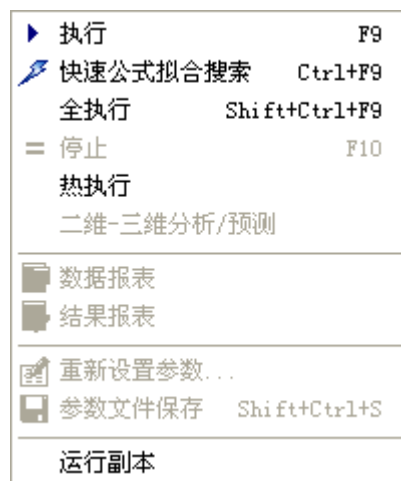 执行 F9
快速公式拟合搜索 Ctrl+F9
全执行 Shift+Ctrl+F9
停止 F10
热执行
二维-三维分析/预测
数据报表
结果报表
重新设置参数...
参数文件保存 Shift+Ctrl+S
运行副本